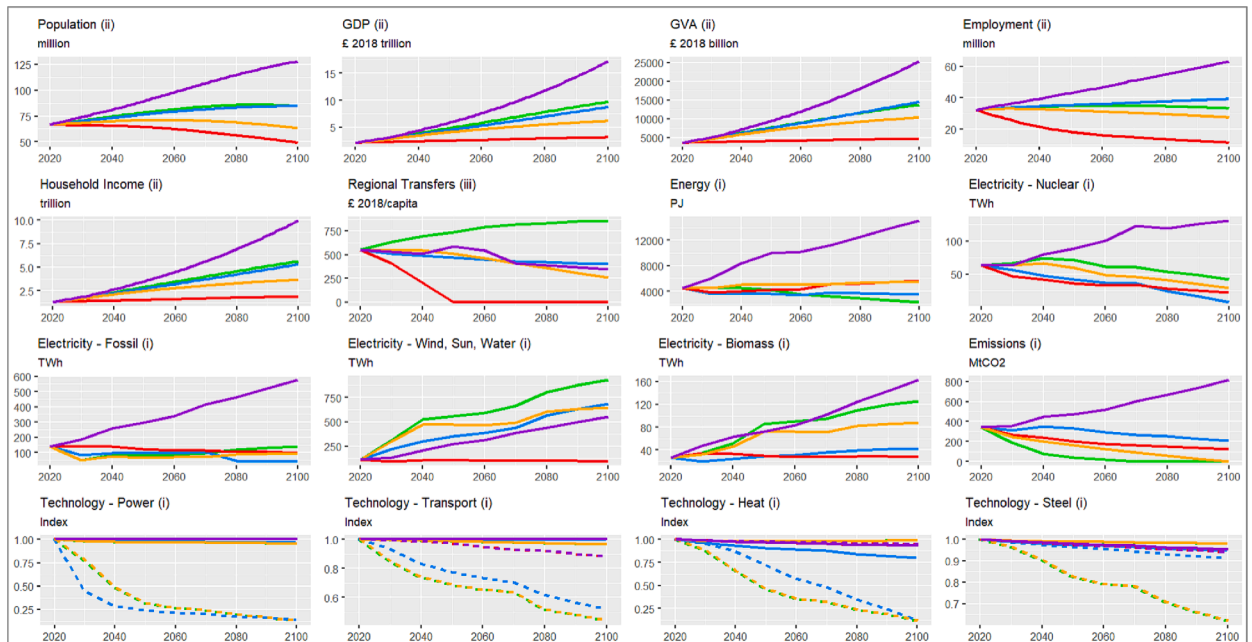 Population (ii)
million
125
100
75
50
2020 2040 2060 2080 2100
GDP (ii)
£ 2018 trillion
15
10
5
2020 2040 2060 2080 2100
GVA (ii)
£ 2018 billion
25000
20000
15000
10000
5000
2020 2040 2060 2080 2100
Employment (ii)
million
60
40
20
2020 2040 2060 2080 2100
Household Income (ii)
trillion
10.0
7.5
5.0
2.5
2020 2040 2060 2080 2100
Regional Transfers (iii)
£ 2018/capita
750
500
250
0
2020 2040 2060 2080 2100
Energy (i)
PJ
12000
8000
4000
2020 2040 2060 2080 2100
Electricity - Nuclear (i)
TWh
100
50
2020 2040 2060 2080 2100
Electricity - Fossil (i)
TWh
600
500
400
300
200
100
2020 2040 2060 2080 2100
Electricity - Wind, Sun, Water (i)
TWh
750
500
250
2020 2040 2060 2080 2100
Electricity - Biomass (i)
TWh
160
120
80
40
2020 2040 2060 2080 2100
Emissions (i)
MtCO2
800
600
400
200
0
2020 2040 2060 2080 2100
Technology - Power (i)
Index
1.00
0.75
0.50
0.25
2020 2040 2060 2080 2100
Technology - Transport (i)
Index
1.0
0.8
0.6
2020 2040 2060 2080 2100
Technology - Heat (i)
Index
1.00
0.75
0.50
0.25
2020 2040 2060 2080 2100
Technology - Steel (i)
Index
1.0
0.9
0.8
0.7
2020 2040 2060 2080 2100